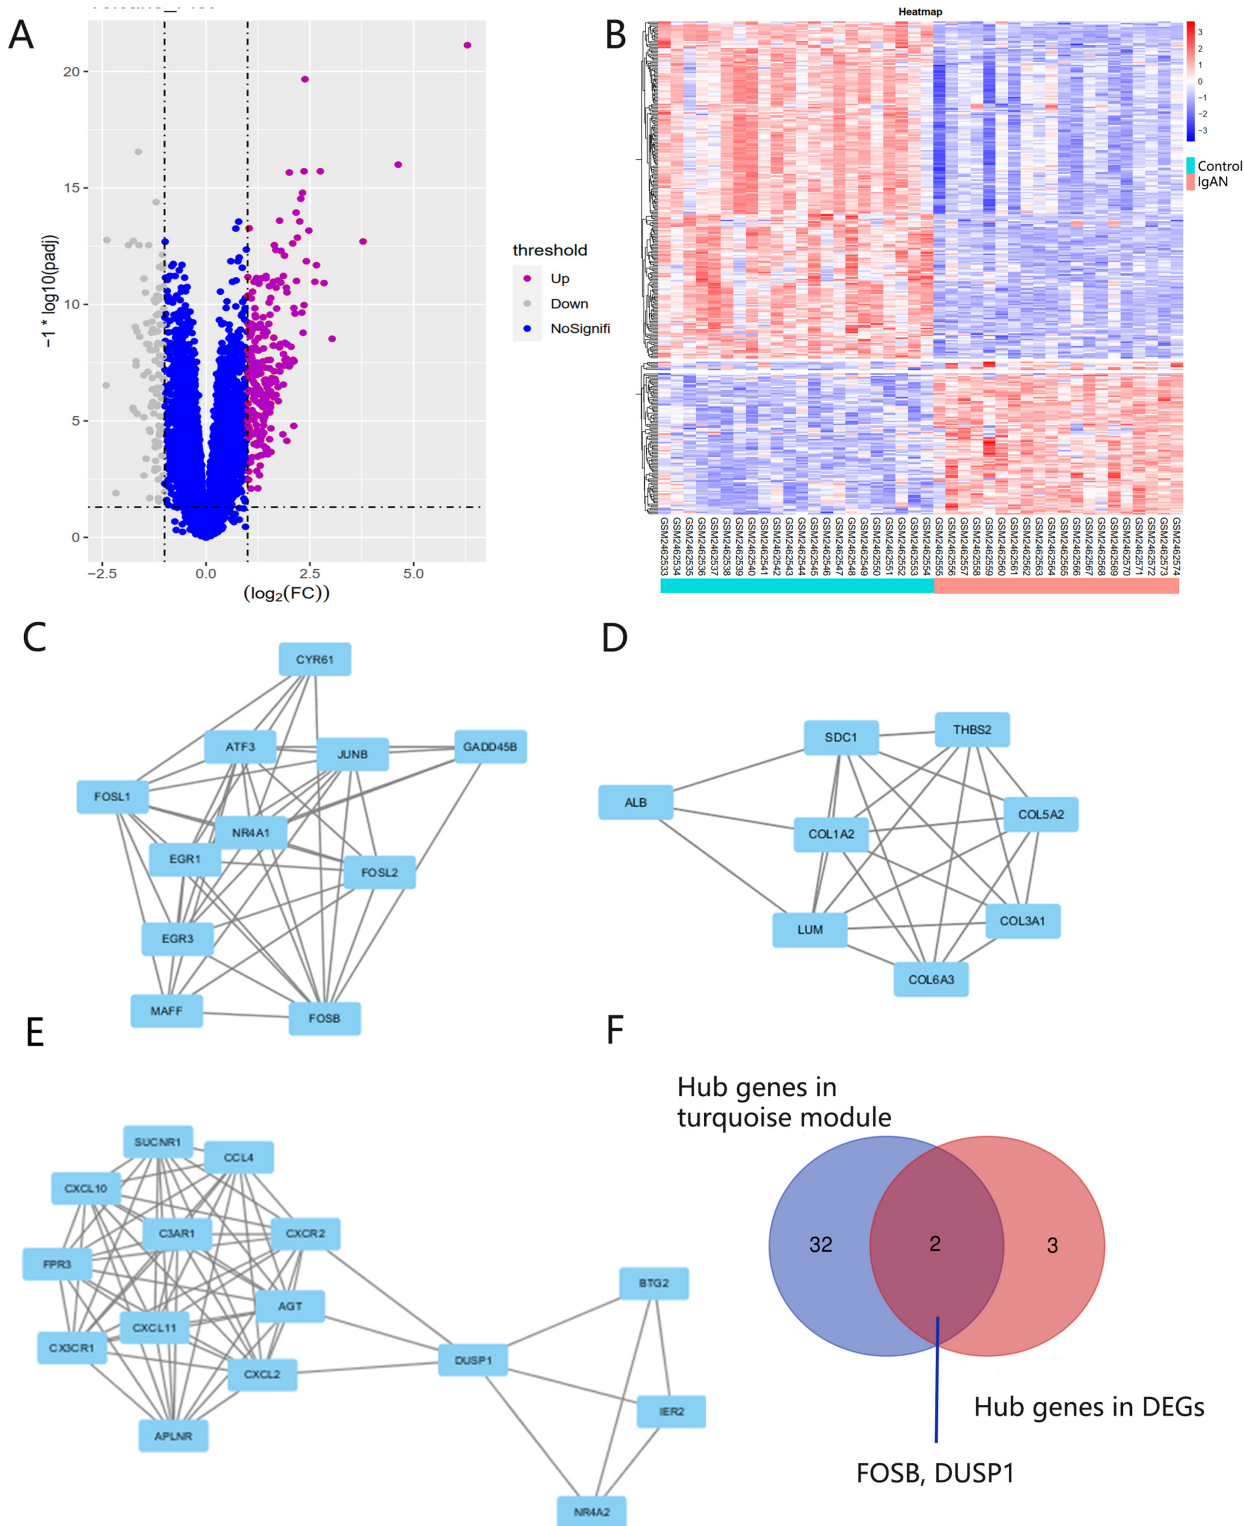 A
20
15
10
5
0
−1 * log10(padj)
−2.5
0.0
2.5
5.0
(log2(FC))
threshold
Up
Down
NoSignifi
B
Heatmap
3
2
1
0
−1
−2
−3
Control
IgAN
GSM2462533
GSM2462534
GSM2462535
GSM2462536
GSM2462537
GSM2462538
GSM2462539
GSM2462540
GSM2462541
GSM2462542
GSM2462543
GSM2462544
GSM2462545
GSM2462546
GSM2462547
GSM2462548
GSM2462549
GSM2462550
GSM2462551
GSM2462552
GSM2462553
GSM2462554
GSM2462555
GSM2462556
GSM2462557
GSM2462558
GSM2462559
GSM2462560
GSM2462561
GSM2462562
GSM2462563
GSM2462564
GSM2462565
GSM2462566
GSM2462567
GSM2462568
GSM2462569
GSM2462570
GSM2462571
GSM2462572
GSM2462573
GSM2462574
C
CYR61
ATF3
JUNB
GADD45B
FOSL1
NR4A1
EGR1
FOSL2
EGR3
MAFF
FOSB
D
SDC1
THBS2
ALB
COL5A2
COL1A2
LUM
COL3A1
COL6A3
E
SUCNR1
CCL4
CXCL10
C3AR1
CXCR2
FPR3
AGT
CXCL11
CX3CR1
CXCL2
APLNR
DUSP1
BTG2
IER2
NR4A2
F
Hub genes in
turquoise module
32
2
3
Hub genes in DEGs
FOSB, DUSP1